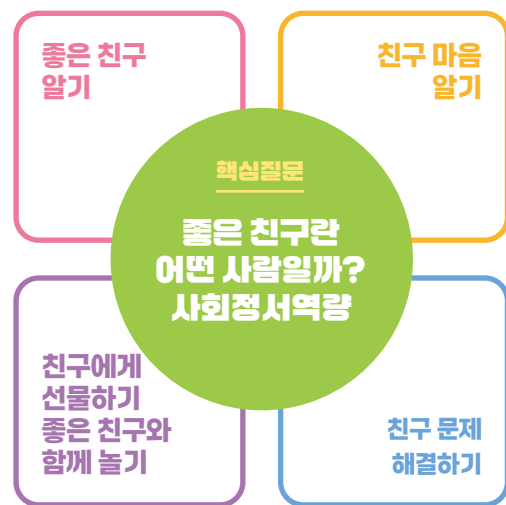 좋은 친구
알기
친구 마음
알기
핵심질문
좋은 친구란
어떤 사람일까?
사회정서역량
친구에게
선물하기
좋은 친구와
함께 놀기
친구 문제
해결하기